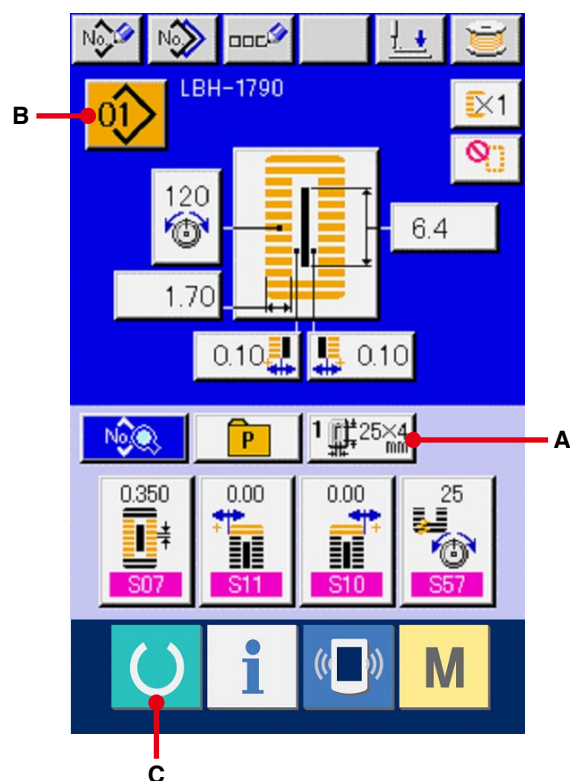 No.
No.
LBH-1790
B
01
×1
120
6.4
1.70
0.10
0.10
No.
P
1
25×4
mm
A
0.350
0.00
0.00
25
S07
S11
S10
S57
i
M
C